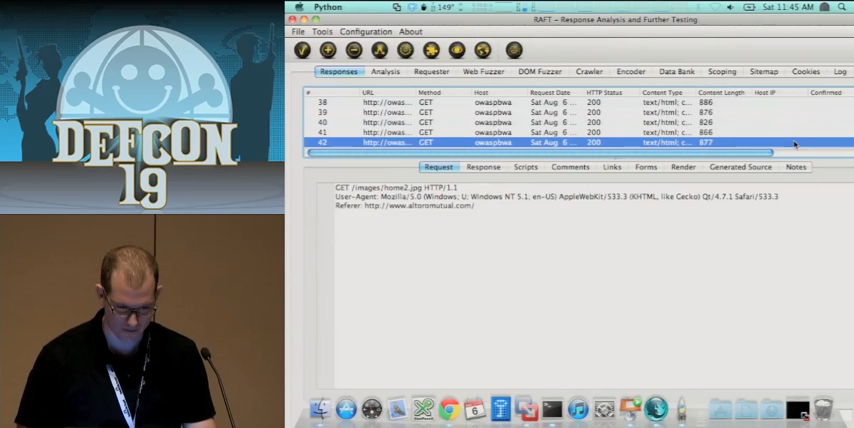 DEFCON
19
Python
149°
Sat 11:45 AM
RAFT - Response Analysis and Further Testing
File Tools Configuration About
Responses Analysis Requester Web Fuzzer DOM Fuzzer Crawler Encoder Data Bank Scoping Sitemap Cookies Log
# URL Method Host Request Date HTTP Status Content Type Content Length Host IP Confirmed
38 http://owas... GET owaspbwa Sat Aug 6 ... 200 text/html; c... 886
39 http://owas... GET owaspbwa Sat Aug 6 ... 200 text/html; c... 876
40 http://owas... GET owaspbwa Sat Aug 6 ... 200 text/html; c... 826
41 http://owas... GET owaspbwa Sat Aug 6 ... 200 text/html; c... 866
42 http://owas... GET owaspbwa Sat Aug 6 ... 200 text/html; c... 877
Request Response Scripts Comments Links Forms Render Generated Source Notes
GET /images/home2.jpg HTTP/1.1
User-Agent: Mozilla/5.0 (Windows; U; Windows NT 5.1; en-US) AppleWebKit/533.3 (KHTML, like Gecko) Qt/4.7.1 Safari/533.3
Referer: http://www.altoromutual.com/
6